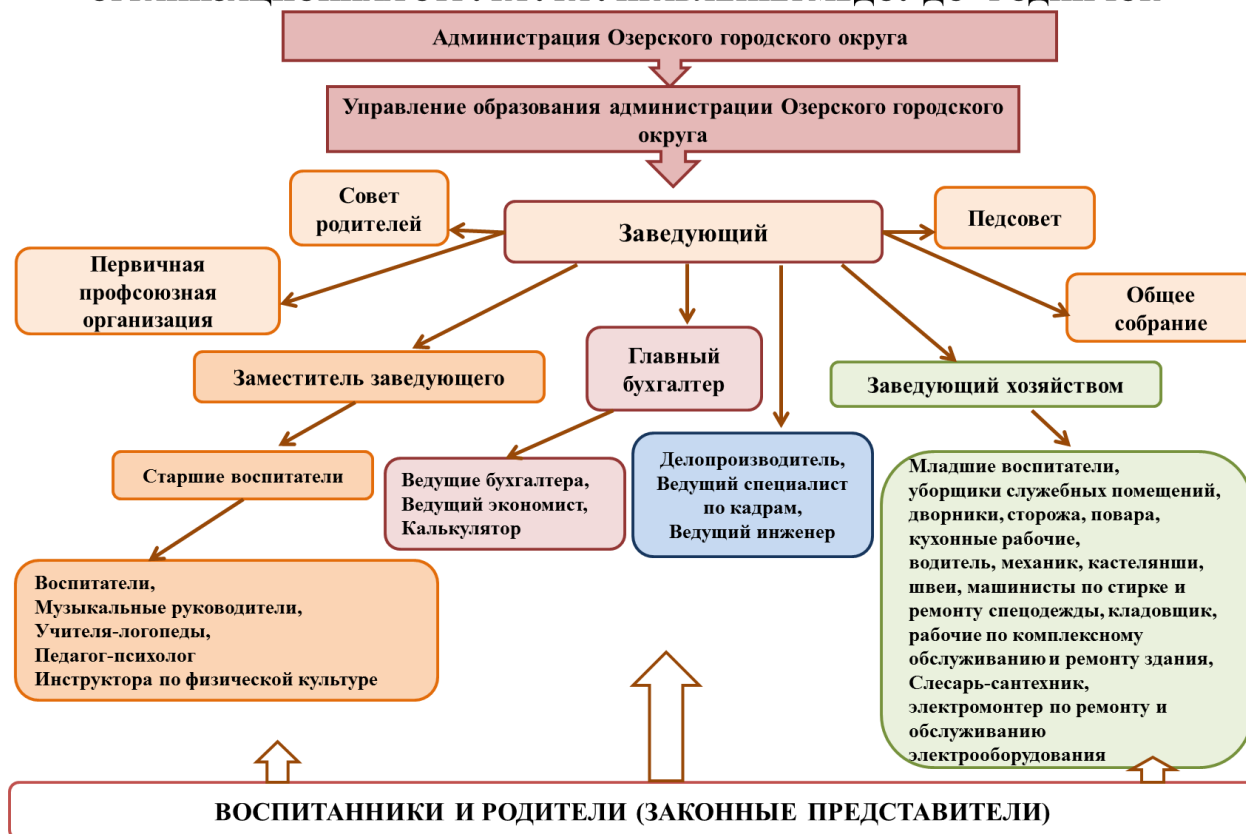 Администрация Озерского городского округа
Управление образования администрации Озерского городского
округа
Совет
родителей
Педсовет
Заведующий
Первичная
профсоюзная
организация
Общее
собрание
Заместитель заведующего
Главный
бухгалтер
Заведующий хозяйством
Старшие воспитатели
Ведущие бухгалтера,
Ведущий экономист,
Калькулятор
Делопроизводитель,
Ведущий специалист
по кадрам,
Ведущий инженер
Младшие воспитатели,
уборщики служебных помещений,
дворники, сторожа, повара,
кухонные рабочие,
водитель, механик, кастелянши,
швеи, машинисты по стирке и
ремонту спецодежды, кладовщик,
рабочие по комплексному
обслуживанию и ремонту здания,
Слесарь-сантехник,
электромонтер по ремонту и
обслуживанию
электрооборудования
Воспитатели,
Музыкальные руководители,
Учителя-логопеды,
Педагог-психолог
Инструктора по физической культуре
ВОСПИТАННИКИ И РОДИТЕЛИ (ЗАКОННЫЕ ПРЕДСТАВИТЕЛИ)